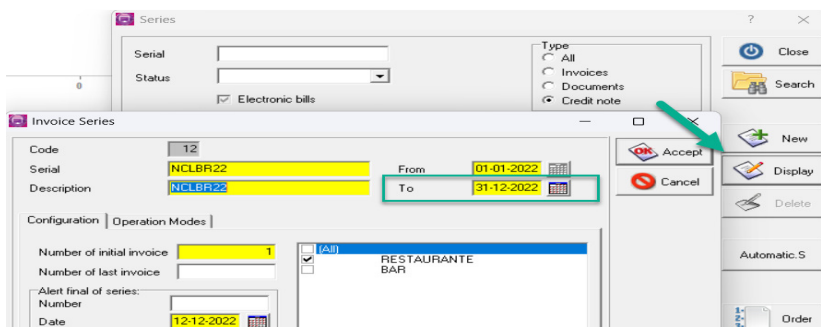 Series
?
Type
Serial
All
Close
Status
Invoices
0
Documents
Search
Electronic bills
Credit note
Invoice Series
New
Code 12
OK Accept
Serial NCLBR22 From 01-01-2022
Display
Description NCLBR22 To 31-12-2022
Cancel
Delete
Configuration Operation Modes
Number of initial invoice 1
(All)
RESTAURANTE
Automatic.S
Number of last invoice
BAR
Alert final of series:
Number
Date 12-12-2022
1-
2-
Order